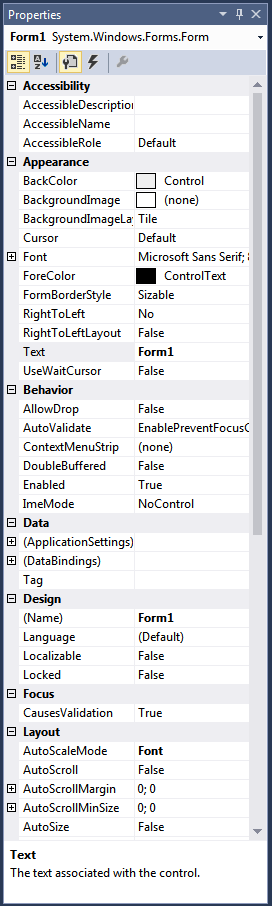 Properties
Form1 System.Windows.Forms.Form
Accessibility
AccessibleDescription
AccessibleName
AccessibleRole Default
Appearance
BackColor Control
BackgroundImage (none)
BackgroundImageLay Tile
Cursor Default
Font Microsoft Sans Serif; 8
ForeColor ControlText
FormBorderStyle Sizable
RightToLeft No
RightToLeftLayout False
Text Form1
UseWaitCursor False
Behavior
AllowDrop False
AutoValidate EnablePreventFocusC
ContextMenuStrip (none)
DoubleBuffered False
Enabled True
ImeMode NoControl
Data
(ApplicationSettings)
(DataBindings)
Tag
Design
(Name) Form1
Language (Default)
Localizable False
Locked False
Focus
CausesValidation True
Layout
AutoScaleMode Font
AutoScroll False
AutoScrollMargin 0; 0
AutoScrollMinSize 0; 0
AutoSize False
Text
The text associated with the control.